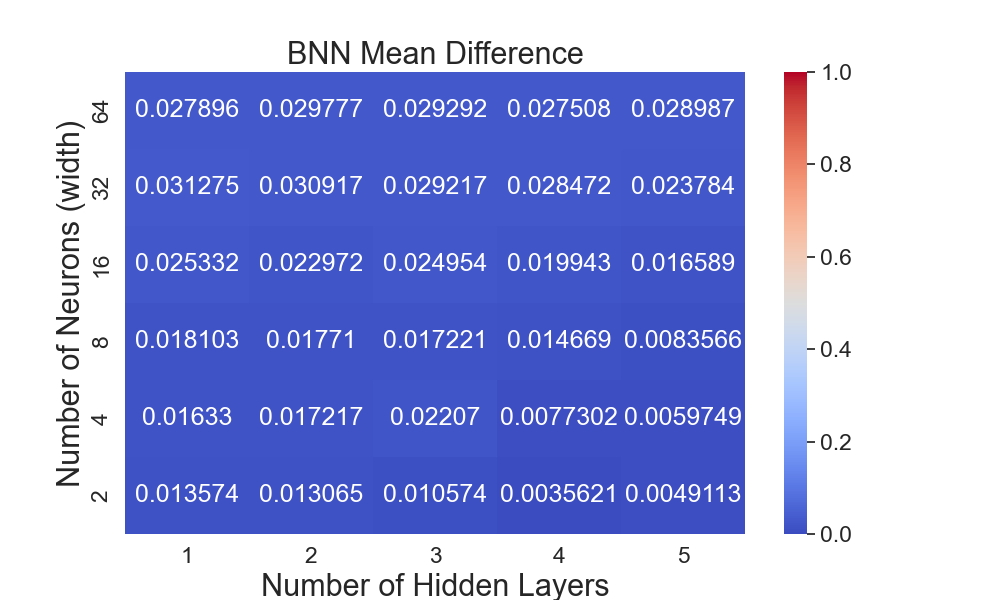 BNN Mean Difference
Number of Neurons (width)
64 0.027896 0.029777 0.029292 0.027508 0.028987
32 0.031275 0.030917 0.029217 0.028472 0.023784
16 0.025332 0.022972 0.024954 0.019943 0.016589
8 0.018103 0.01771 0.017221 0.014669 0.0083566
4 0.01633 0.017217 0.02207 0.0077302 0.0059749
2 0.013574 0.013065 0.010574 0.0035621 0.0049113
1 2 3 4 5
Number of Hidden Layers
1.0
0.8
0.6
0.4
0.2
0.0